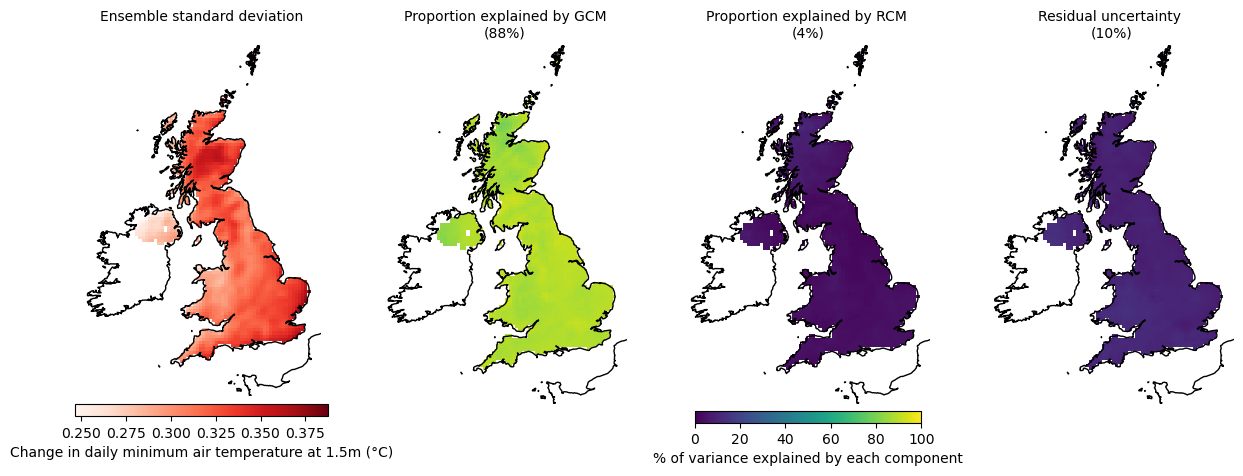 Ensemble standard deviation
Proportion explained by GCM
(88%)
Proportion explained by RCM
(4%)
Residual uncertainty
(10%)
0.250 0.275 0.300 0.325 0.350 0.375
Change in daily minimum air temperature at 1.5m (°C)
0 20 40 60 80 100
% of variance explained by each component